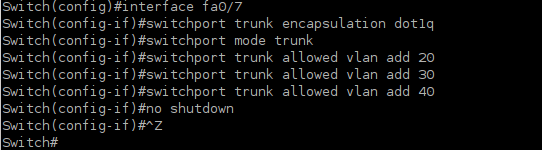 Switch(config)#interface fa0/7
Switch(config-if)#switchport trunk encapsulation dot1q
Switch(config-if)#switchport mode trunk
Switch(config-if)#switchport trunk allowed vlan add 20
Switch(config-if)#switchport trunk allowed vlan add 30
Switch(config-if)#switchport trunk allowed vlan add 40
Switch(config-if)#no shutdown
Switch(config-if)#^Z
Switch#